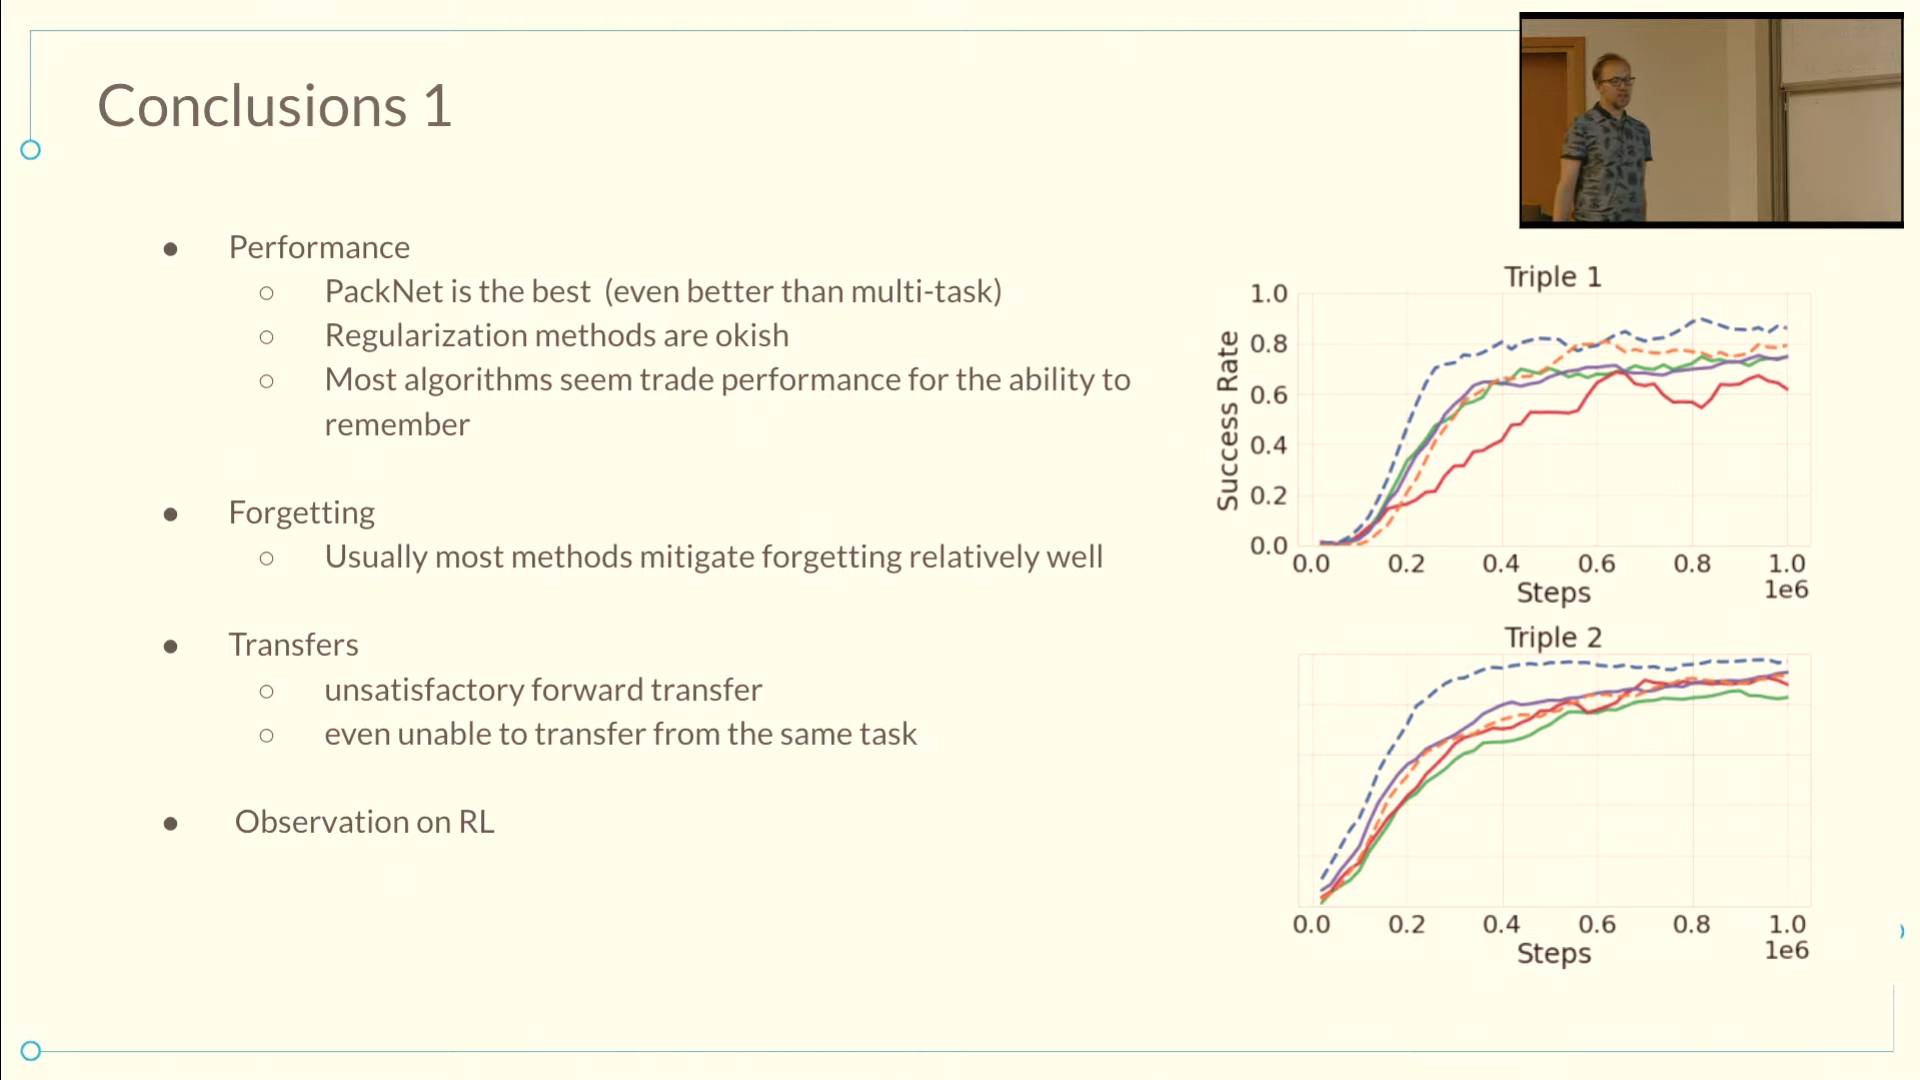 Conclusions 1
● Performance
○ PackNet is the best (even better than multi-task)
○ Regularization methods are okish
○ Most algorithms seem trade performance for the ability to
remember
● Forgetting
○ Usually most methods mitigate forgetting relatively well
● Transfers
○ unsatisfactory forward transfer
○ even unable to transfer from the same task
● Observation on RL
Triple 1
Success Rate
1.0
0.8
0.6
0.4
0.2
0.0
0.0 0.2 0.4 0.6 0.8 1.0
1e6
Steps
Triple 2
0.0 0.2 0.4 0.6 0.8 1.0
1e6
Steps